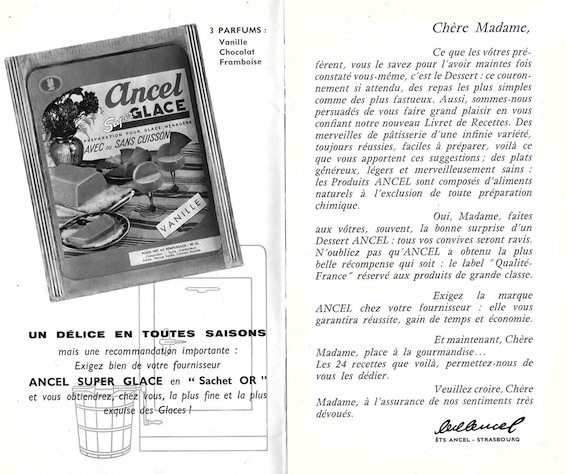 3 PARFUMS :
Vanille
Chocolat
Framboise
Ancel
Super GLACE
PRÉPARATION POUR GLACE MÉNAGÈRE
AVEC OU SANS CUISSON
VANILLE
UN DÉLICE EN TOUTES SAISONS
mais une recommandation importante :
Exigez bien de votre fournisseur
ANCEL SUPER GLACE en “ Sachet OR ”
et vous obtiendrez, chez vous, la plus fine et la plus
exquise des Glaces !
Chère Madame,
Ce que les vôtres pré-
fèrent, vous le savez pour l'avoir maintes fois
constaté vous-même, c'est le Dessert : ce couron-
nement si attendu, des repas les plus simples
comme des plus fastueux. Aussi, sommes-nous
persuadés de vous faire grand plaisir en vous
confiant notre nouveau Livret de Recettes. Des
merveilles de pâtisserie d'une infinie variété,
toujours réussies, faciles à préparer, voilà ce
que vous apportent ces suggestions ; des plats
généreux, légers et merveilleusement sains :
les Produits ANCEL sont composés d'aliments
naturels à l'exclusion de toute préparation
chimique.
Oui, Madame, faites
aux vôtres, souvent, la bonne surprise d'un
Dessert ANCEL : tous vos convives seront ravis.
N'oubliez pas qu'ANCEL a obtenu la plus
belle récompense qui soit : le label "Qualité-
France" réservé aux produits de grande classe.
Exigez la marque
ANCEL chez votre fournisseur : elle vous
garantira réussite, gain de temps et économie.
Et maintenant, Chère
Madame, place à la gourmandise...
Les 24 recettes que voilà, permettez-nous de
vous les dédier.
Veuillez croire, Chère
Madame, à l'assurance de nos sentiments très
dévoués.
ÉTS ANCEL - STRASBOURG